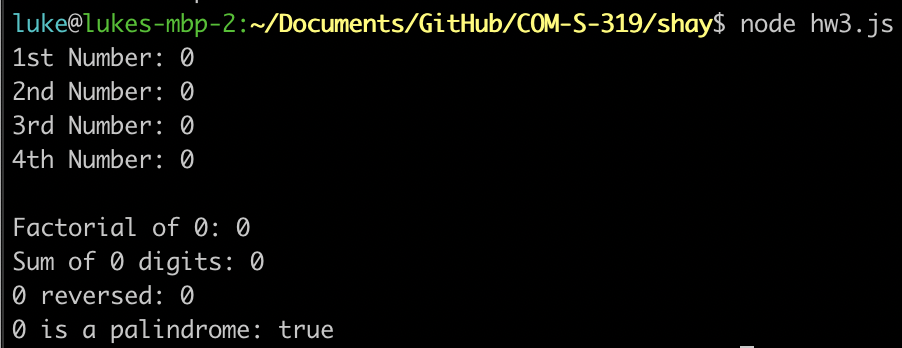 luke@lukes-mbp-2:~/Documents/GitHub/COM-S-319/shay$ node hw3.js
1st Number: 0
2nd Number: 0
3rd Number: 0
4th Number: 0
Factorial of 0: 0
Sum of 0 digits: 0
0 reversed: 0
0 is a palindrome: true